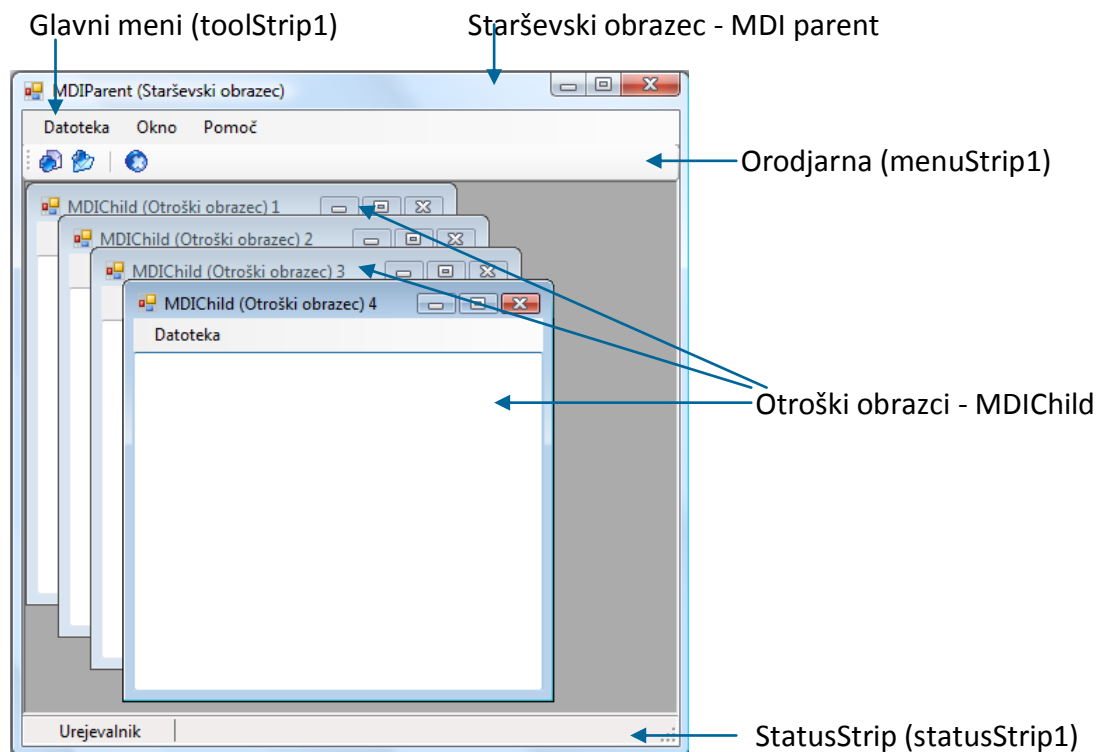 Glavni meni (toolStrip1)
Starševski obrazec - MDI parent
MDIParent (Starševski obrazec)
Datoteka Okno Pomoč
Orodjarna (menuStrip1)
MDIChild (Otroški obrazec) 1
MDIChild (Otroški obrazec) 2
MDIChild (Otroški obrazec) 3
MDIChild (Otroški obrazec) 4
Datoteka
Otroški obrazci - MDIChild
Urejevalnik
StatusStrip (statusStrip1)